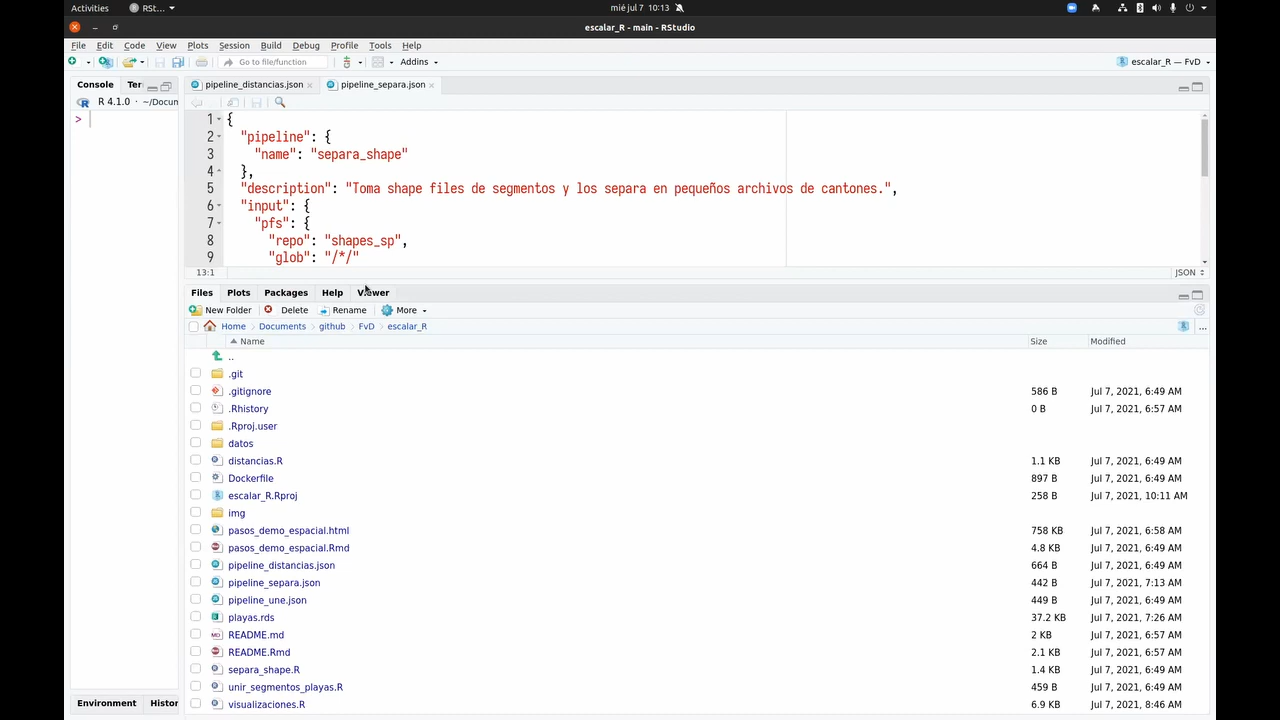 Activities RSt... mié jul 7 10:13
escalar_R - main - RStudio
File Edit Code View Plots Session Build Debug Profile Tools Help
Go to file/function Addins escalar_R — FvD
Console Ter pipeline_distancias.json pipeline_separa.json
R 4.1.0 · ~/Docun
>
1 {
2 "pipeline": {
3 "name": "separa_shape"
4 },
5 "description": "Toma shape files de segmentos y los separa en pequeños archivos de cantones.",
6 "input": {
7 "pfs": {
8 "repo": "shapes_sp",
9 "glob": "/*/"
13:1 JSON
Files Plots Packages Help Viewer
New Folder Delete Rename More
Home Documents github FvD escalar_R ...
Name Size Modified
..
.git
.gitignore 586 B Jul 7, 2021, 6:49 AM
.Rhistory 0 B Jul 7, 2021, 6:57 AM
.Rproj.user
datos
distancias.R 1.1 KB Jul 7, 2021, 6:49 AM
Dockerfile 897 B Jul 7, 2021, 6:49 AM
escalar_R.Rproj 258 B Jul 7, 2021, 10:11 AM
img
pasos_demo_espacial.html 758 KB Jul 7, 2021, 6:58 AM
pasos_demo_espacial.Rmd 4.8 KB Jul 7, 2021, 6:49 AM
pipeline_distancias.json 664 B Jul 7, 2021, 6:49 AM
pipeline_separa.json 442 B Jul 7, 2021, 7:13 AM
pipeline_une.json 449 B Jul 7, 2021, 6:49 AM
playas.rds 37.2 KB Jul 7, 2021, 7:26 AM
README.md 2 KB Jul 7, 2021, 6:57 AM
README.Rmd 2.1 KB Jul 7, 2021, 6:57 AM
separa_shape.R 1.4 KB Jul 7, 2021, 6:49 AM
unir_segmentos_playas.R 459 B Jul 7, 2021, 6:49 AM
visualizaciones.R 6.9 KB Jul 7, 2021, 8:46 AM
Environment Histor